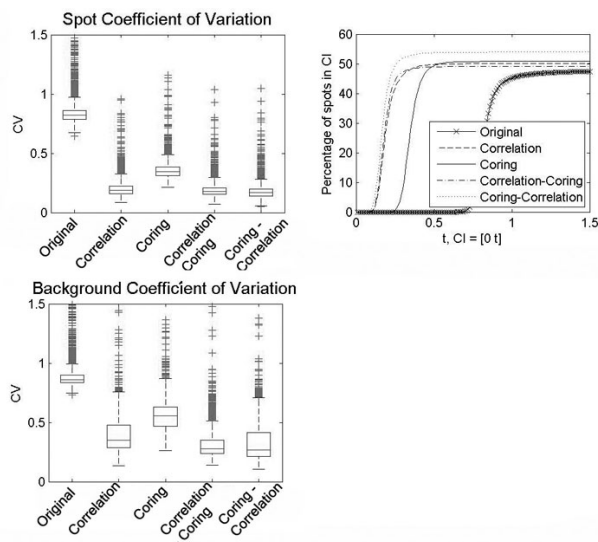 Spot Coefficient of Variation
1.5
1
0.5
0
CV
Original
Correlation
Coring
Correlation
Coring
Coring -
Correlation
60
50
40
30
20
10
0
Percentage of spots in CI
Original
Correlation
Coring
Correlation-Coring
Coring-Correlation
0 0.5 1 1.5
t, CI = [0 t]
Background Coefficient of Variation
1.5
1
0.5
0
CV
Original
Correlation
Coring
Correlation
Coring
Coring -
Correlation